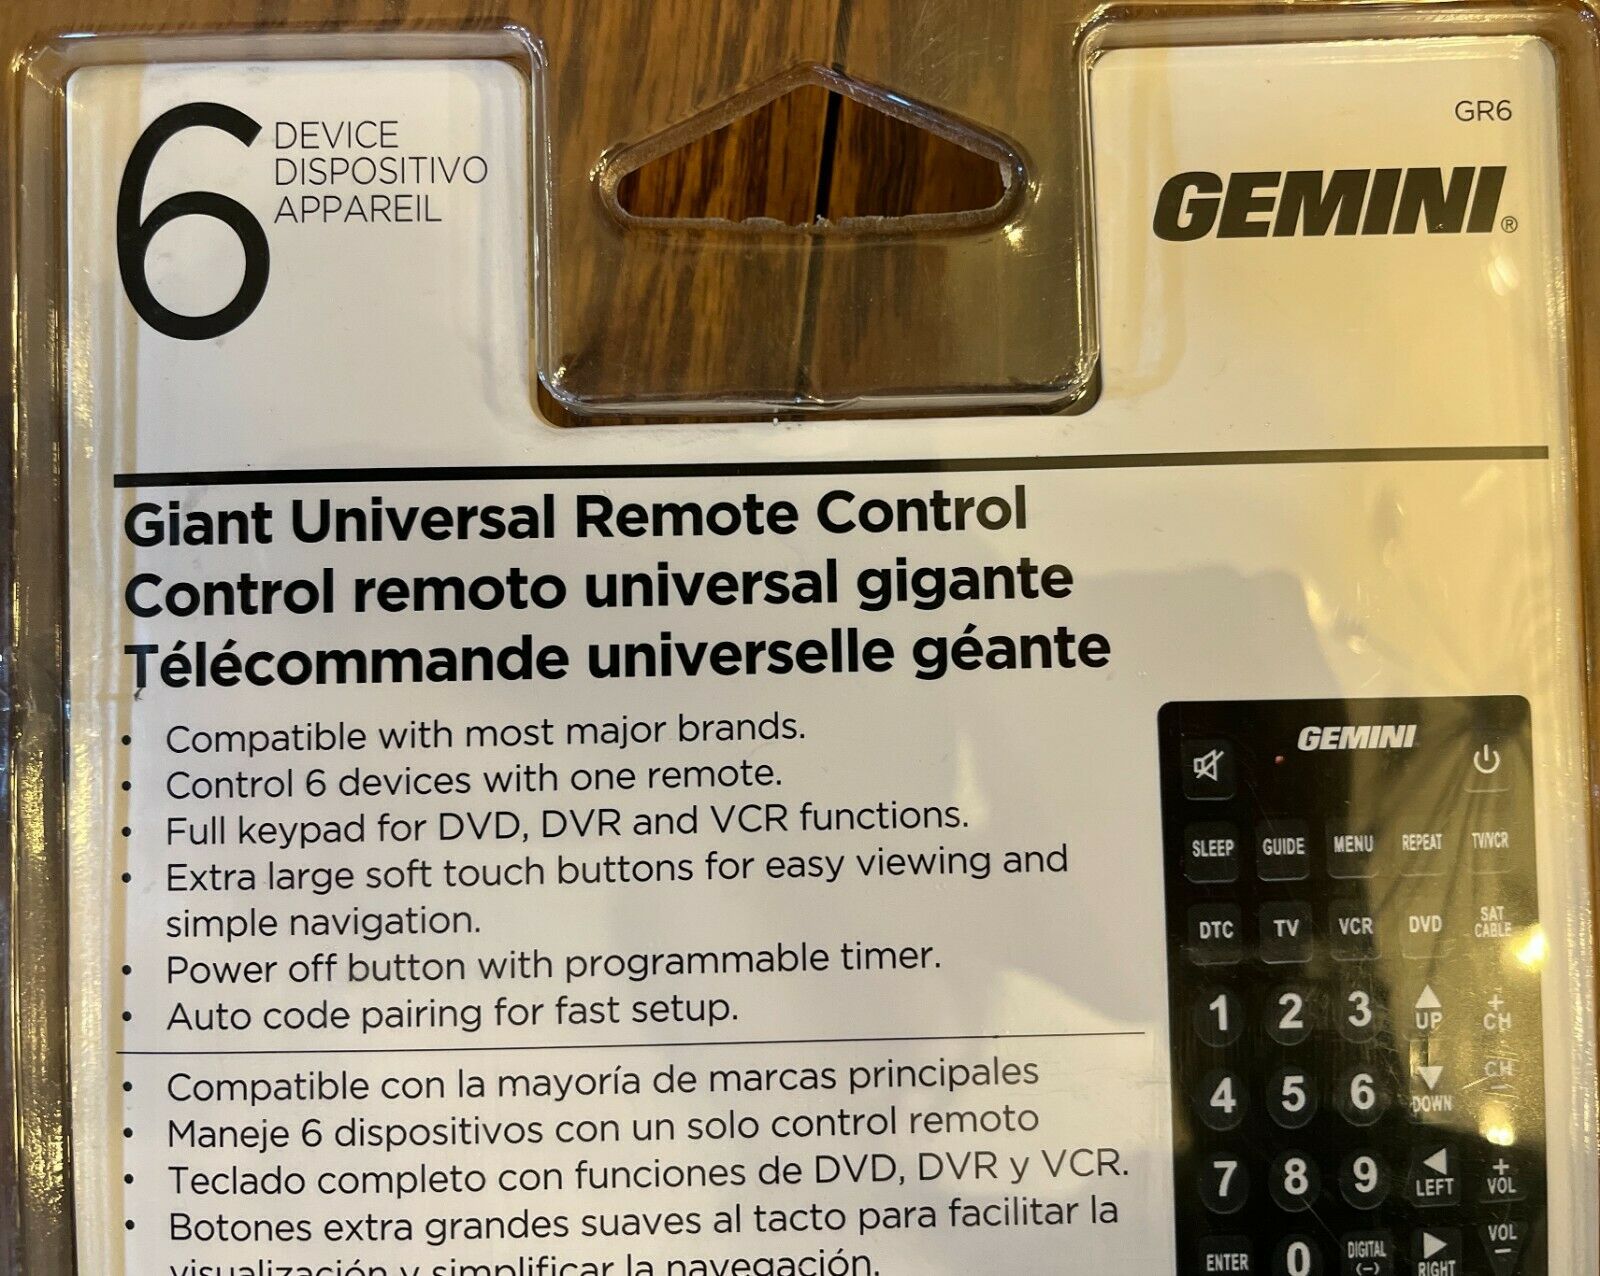 6
DEVICE
DISPOSITIVO
APPAREIL
GR6
GEMINI®
Giant Universal Remote Control
Control remoto universal gigante
Télécommande universelle géante
• Compatible with most major brands.
• Control 6 devices with one remote.
• Full keypad for DVD, DVR and VCR functions.
• Extra large soft touch buttons for easy viewing and
simple navigation.
• Power off button with programmable timer.
• Auto code pairing for fast setup.
• Compatible con la mayoría de marcas principales
• Maneje 6 dispositivos con un solo control remoto
• Teclado completo con funciones de DVD, DVR y VCR.
• Botones extra grandes suaves al tacto para facilitar la
visualización y simplificar la navegación.
GEMINI
SLEEP GUIDE MENU REPEAT TV/VCR
DTC TV VCR DVD SAT
CABLE
1 2 3 UP + CH
4 5 6 DOWN CH
7 8 9 LEFT + VOL
ENTER 0 DIGITAL (-) RIGHT VOL −